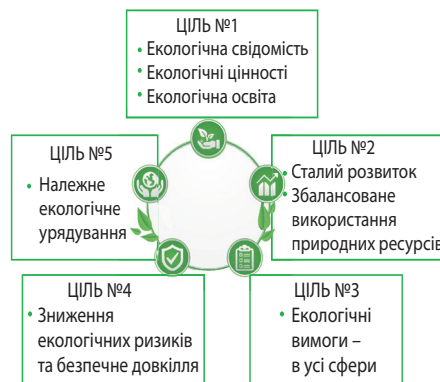 ЦІЛЬ №1
• Екологічна свідомість
• Екологічні цінності
• Екологічна освіта
ЦІЛЬ №2
• Сталий розвиток
• Збалансоване
використання
природних ресурсів
ЦІЛЬ №3
• Екологічні
вимоги –
в усі сфери
ЦІЛЬ №4
• Зниження
екологічних ризиків
та безпечне довкілля
ЦІЛЬ №5
• Належне
екологічне
урядування